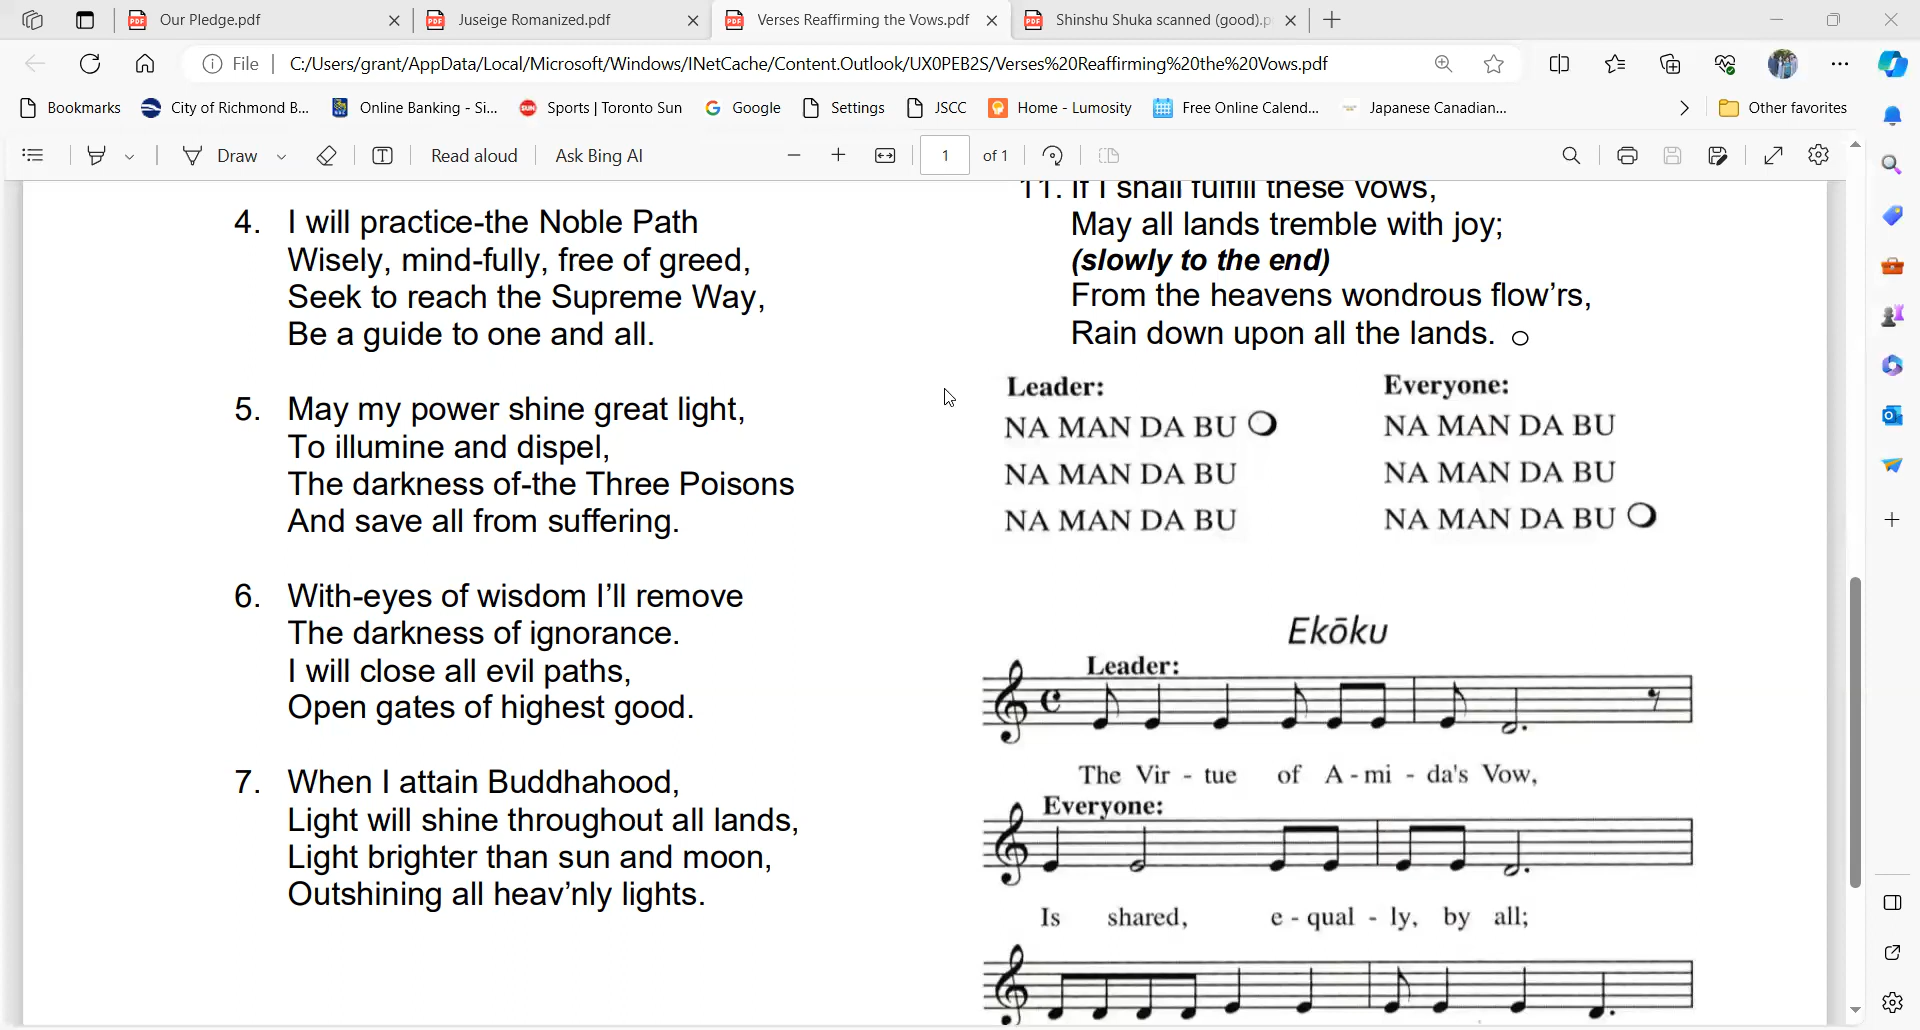 Our Pledge.pdf
Juseige Romanized.pdf
Verses Reaffirming the Vows.pdf
Shinshu Shuka scanned (good).p
File
C:/Users/grant/AppData/Local/Microsoft/Windows/INetCache/Content.Outlook/UX0PEB2S/Verses%20Reaffirming%20the%20Vows.pdf
Bookmarks
City of Richmond B...
Online Banking - Si...
Sports | Toronto Sun
Google
Settings
JSCC
Home - Lumosity
Free Online Calend...
Japanese Canadian...
Other favorites
Draw
Read aloud
Ask Bing AI
1 of 1
4. I will practice-the Noble Path
Wisely, mind-fully, free of greed,
Seek to reach the Supreme Way,
Be a guide to one and all.
5. May my power shine great light,
To illumine and dispel,
The darkness of-the Three Poisons
And save all from suffering.
6. With-eyes of wisdom I'll remove
The darkness of ignorance.
I will close all evil paths,
Open gates of highest good.
7. When I attain Buddhahood,
Light will shine throughout all lands,
Light brighter than sun and moon,
Outshining all heav'nly lights.
11. If I shall fulfill these vows,
May all lands tremble with joy;
(slowly to the end)
From the heavens wondrous flow'rs,
Rain down upon all the lands.
Leader:
NA MAN DA BU
NA MAN DA BU
NA MAN DA BU
Everyone:
NA MAN DA BU
NA MAN DA BU
NA MAN DA BU
Ekōku
Leader:
The Vir - tue of A - mi - da's Vow,
Everyone:
Is shared, e - qual - ly, by all;